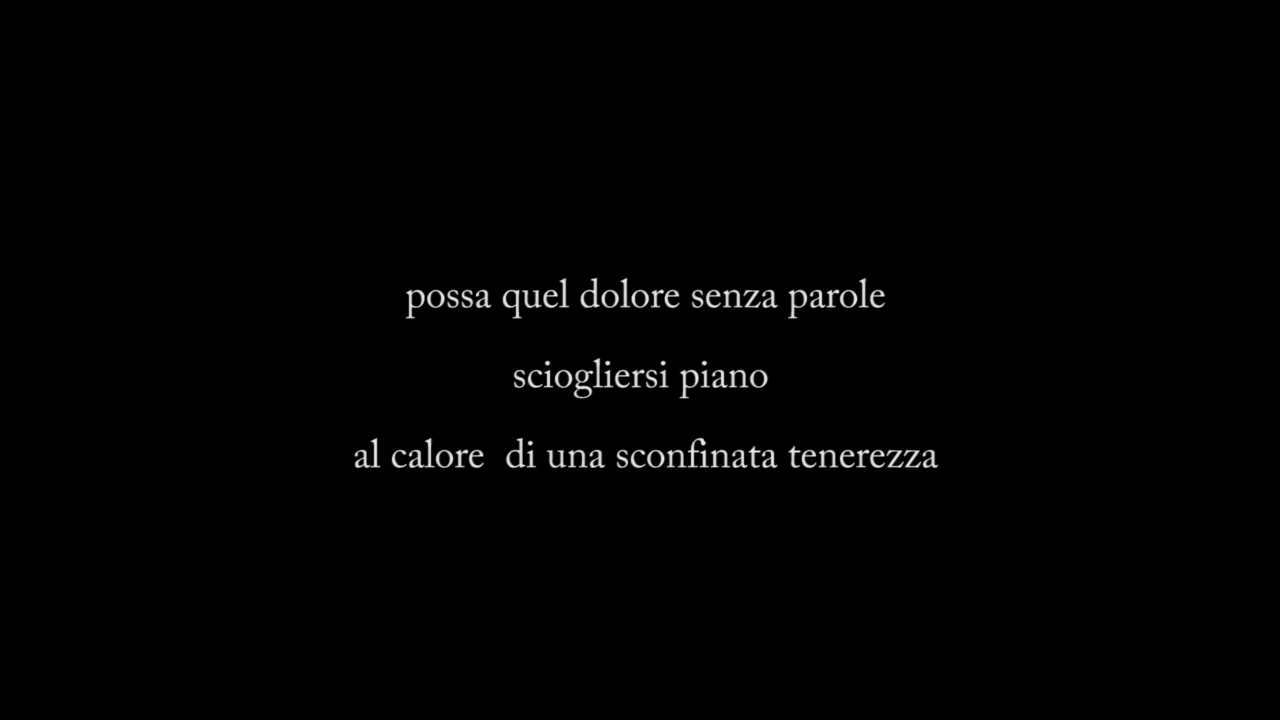 possa quel dolore senza parole
sciogliersi piano
al calore  di una sconfinata tenerezza